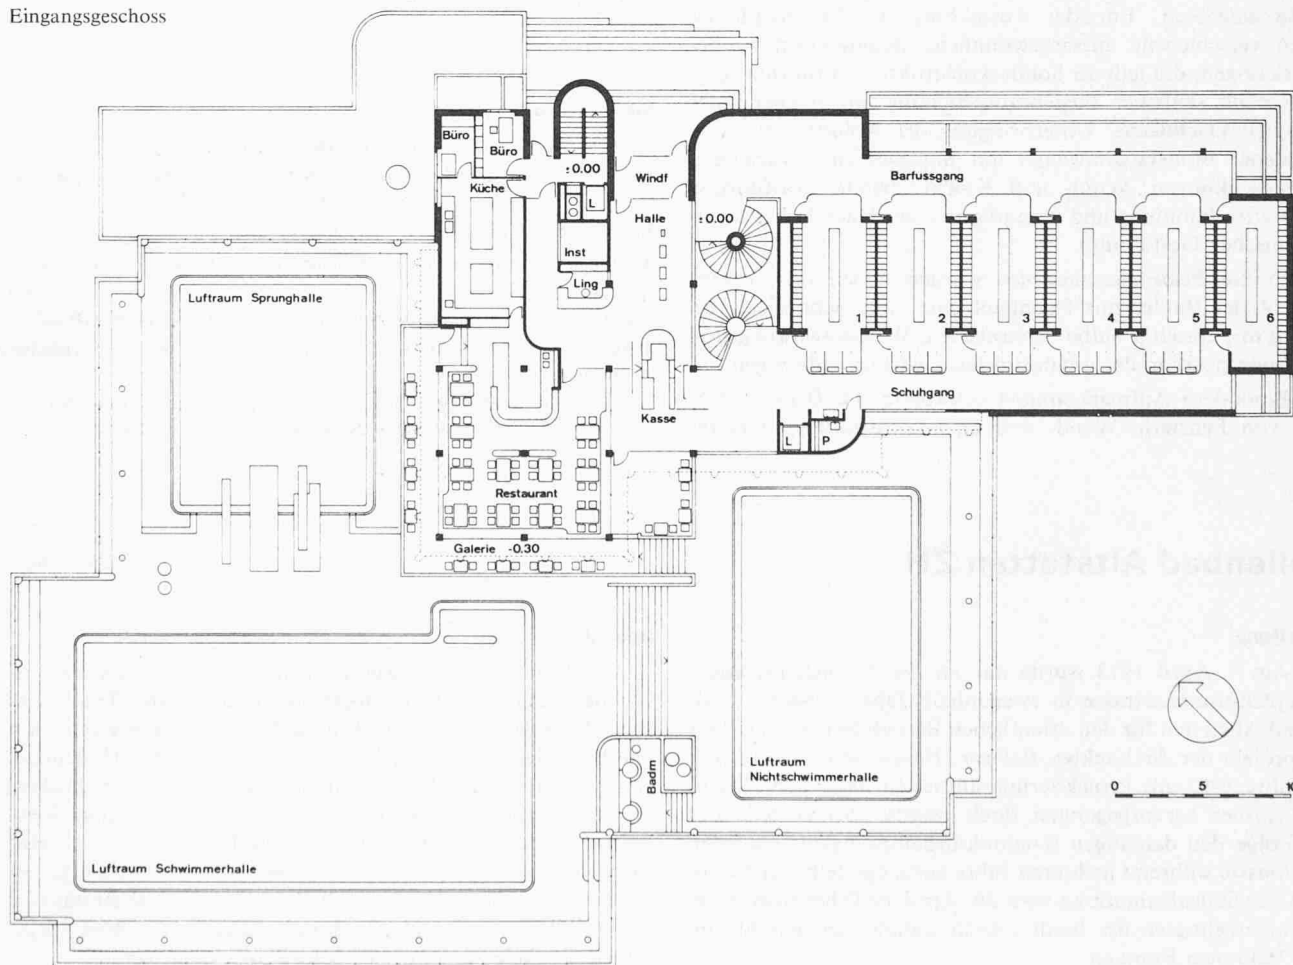 Eingangsgeschoss
Büro
Büro
± 0.00
Windf
Barfussgang
Küche
L
Halle
± 0.00
Inst
Ling
Luftraum Sprunghalle
1
2
3
4
5
6
Schuhgang
Kasse
L
P
Restaurant
Galerie -0.30
Badm
Luftraum
Nichtschwimmerhalle
0 5 10
Luftraum Schwimmerhalle